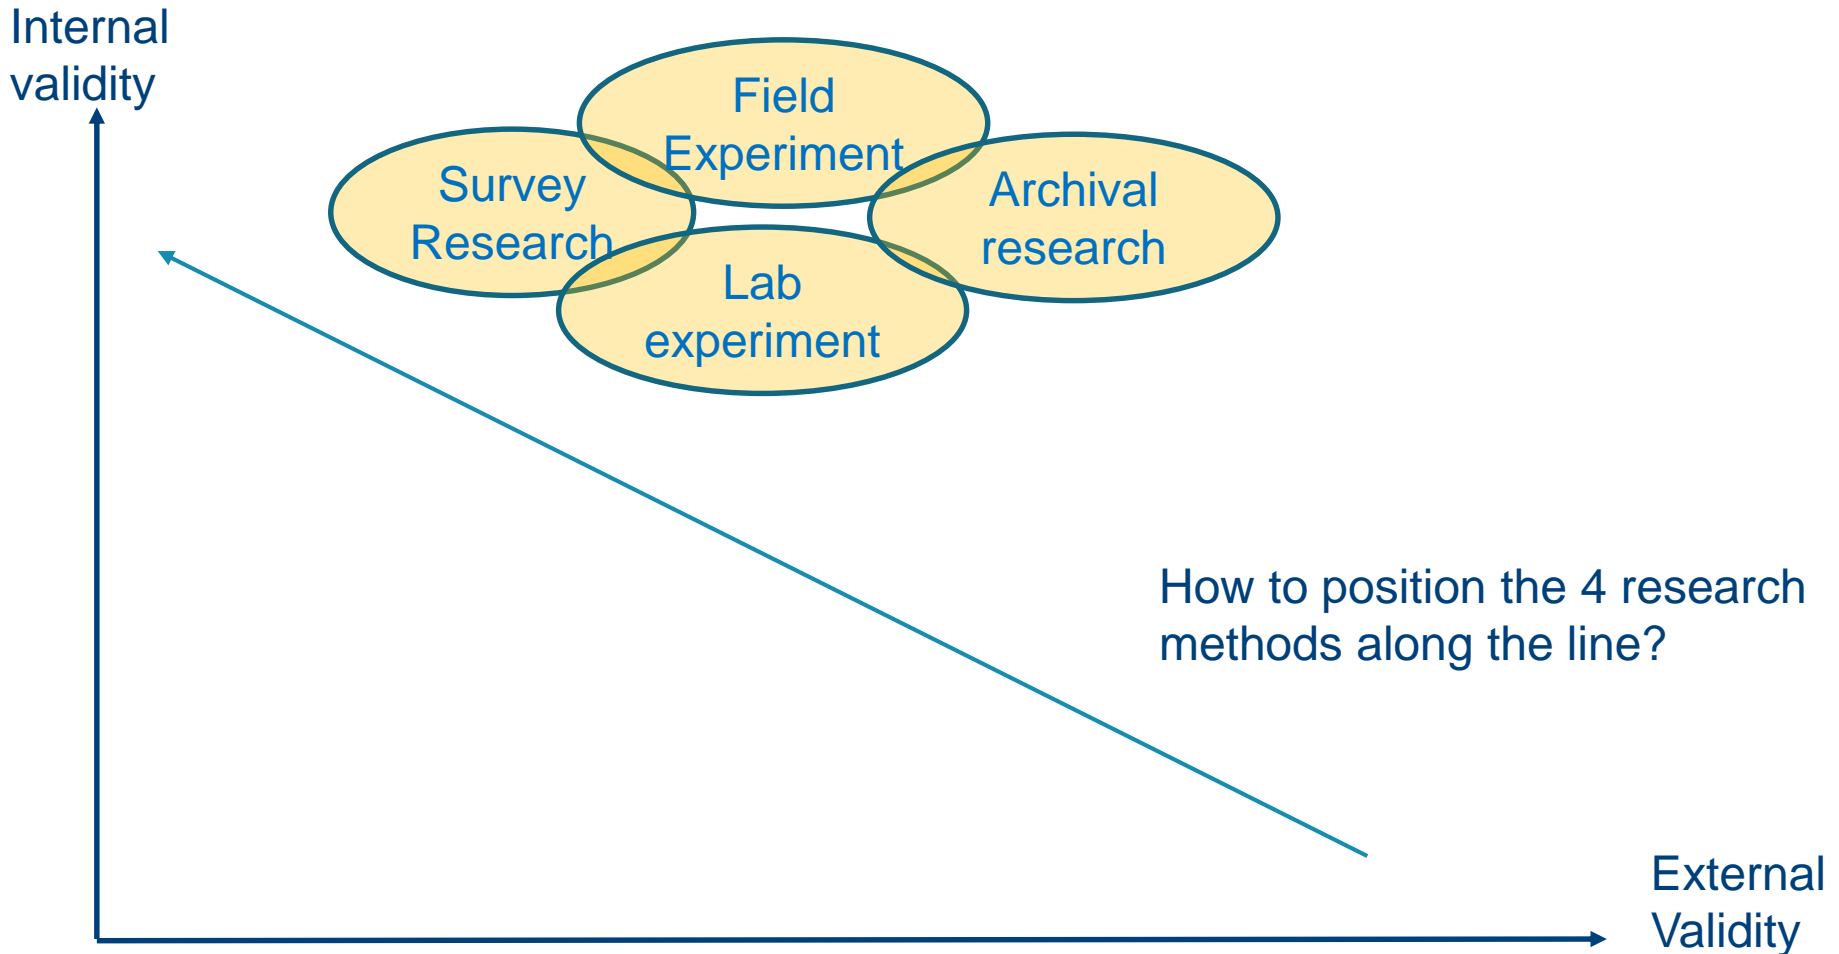 Internal
validity
Field
Experiment
Survey
Research
Archival
research
Lab
experiment
How to position the 4 research
methods along the line?
External
Validity